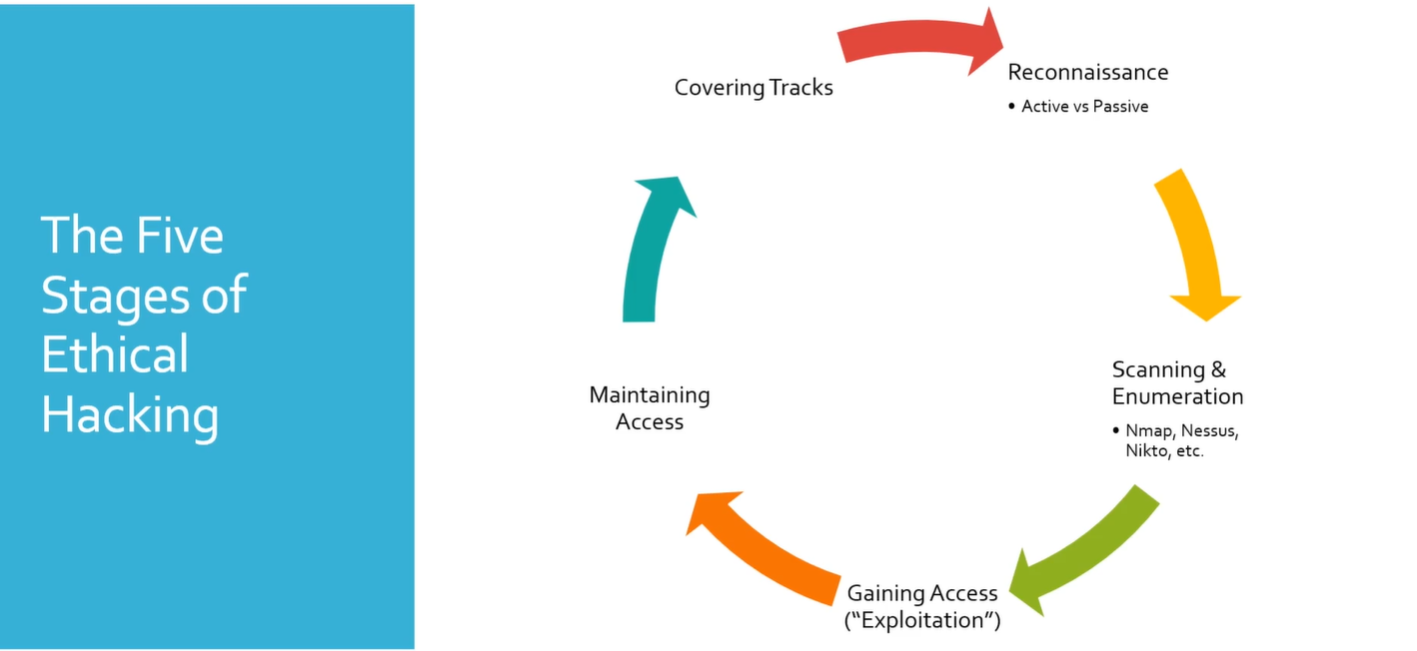 The Five
Stages of
Ethical
Hacking
Covering Tracks
Reconnaissance
• Active vs Passive
Scanning &
Enumeration
• Nmap, Nessus,
Nikto, etc.
Gaining Access
(“Exploitation”)
Maintaining
Access